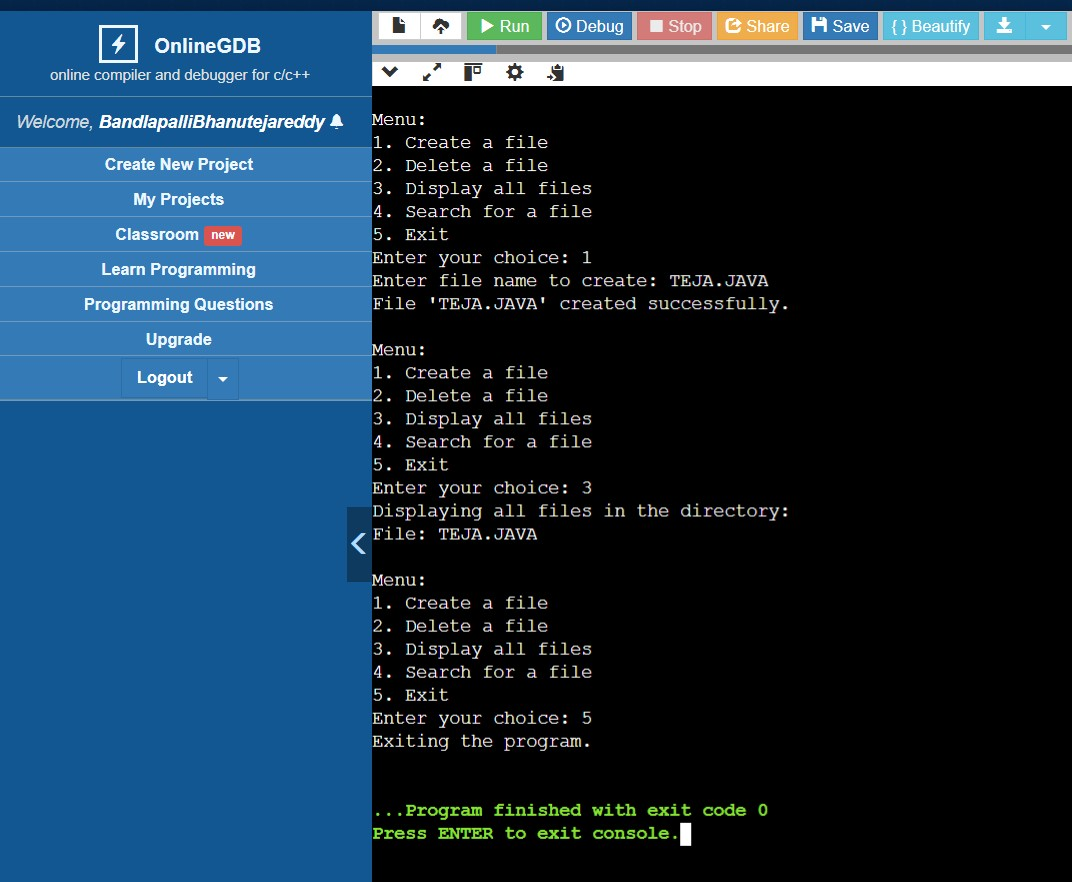 OnlineGDB
online compiler and debugger for c/c++
Welcome, BandlapalliBhanutejareddy
Create New Project
My Projects
Classroom new
Learn Programming
Programming Questions
Upgrade
Logout
Run Debug Stop Share Save { } Beautify
Menu:
1. Create a file
2. Delete a file
3. Display all files
4. Search for a file
5. Exit
Enter your choice: 1
Enter file name to create: TEJA.JAVA
File 'TEJA.JAVA' created successfully.
Menu:
1. Create a file
2. Delete a file
3. Display all files
4. Search for a file
5. Exit
Enter your choice: 3
Displaying all files in the directory:
File: TEJA.JAVA
Menu:
1. Create a file
2. Delete a file
3. Display all files
4. Search for a file
5. Exit
Enter your choice: 5
Exiting the program.
...Program finished with exit code 0
Press ENTER to exit console.